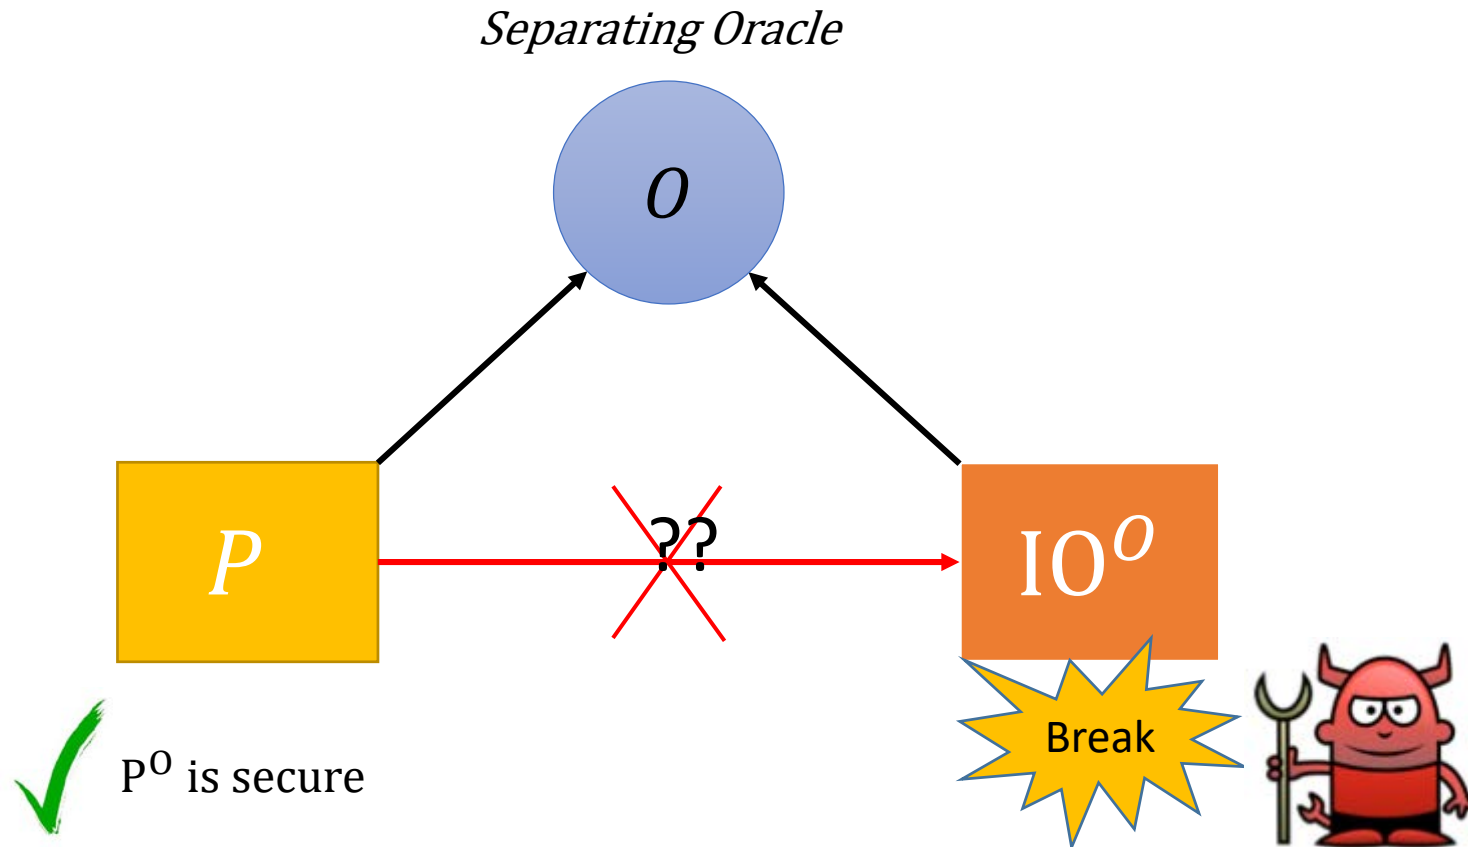 Separating Oracle
O
P
??
IO^O
Break
P^O is secure